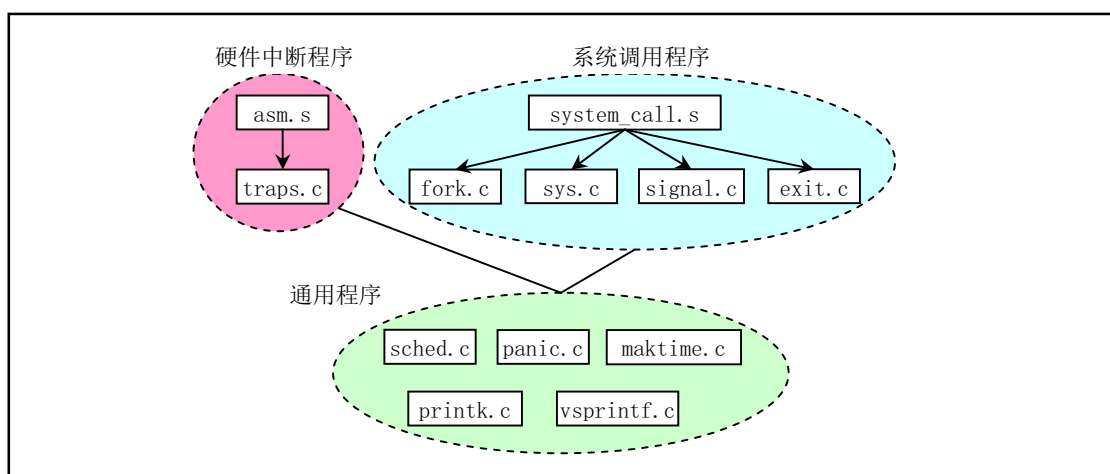 硬件中断程序
系统调用程序
asm.s
system_call.s
traps.c
fork.c
sys.c
signal.c
exit.c
通用程序
sched.c
panic.c
maktime.c
printk.c
vsprintf.c